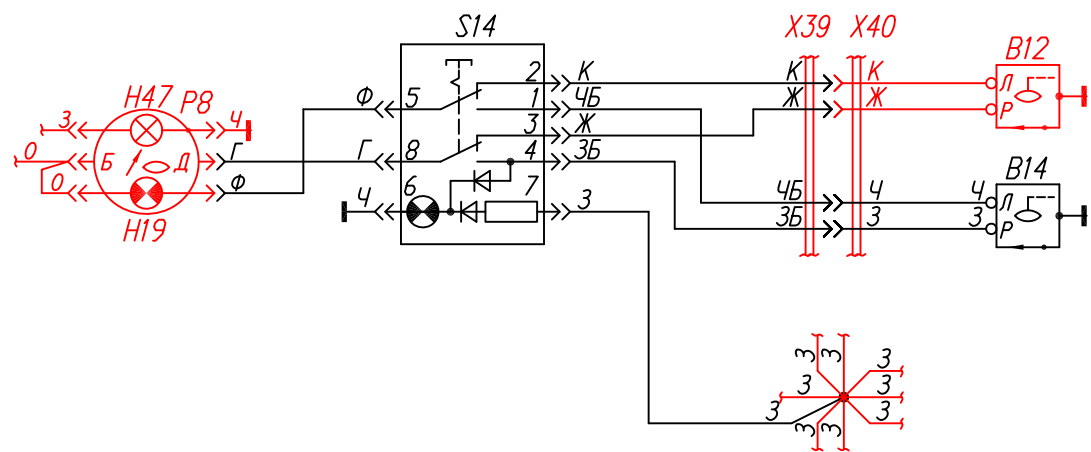 S14
X39 X40
B12
2 К К К
Л
H47 P8
Ф 5 1 ЧБ Ж Ж
Р
З Ч
3 Ж
О Б Д Г Г 8 4 ЗБ
B14
О Ф
Ч 6 7 З
ЧБ Ч Ч Л
ЗБ З З Р
H19
З З З
З З
З З
З З